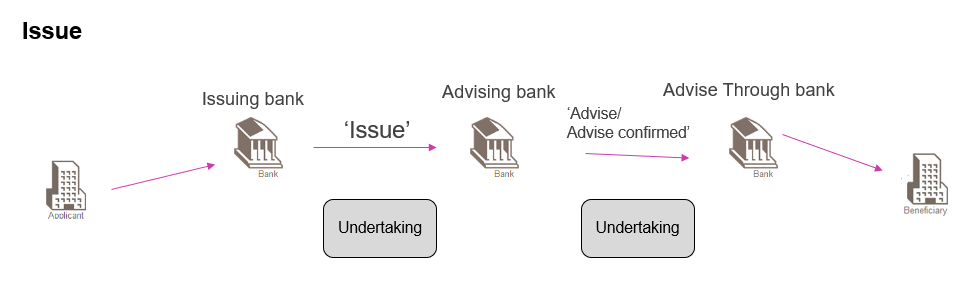 Issue
Issuing bank
Advising bank
Advise Through bank
‘Issue’
‘Advise/
Advise confirmed’
Bank
Bank
Bank
Applicant
Beneficiary
Undertaking
Undertaking